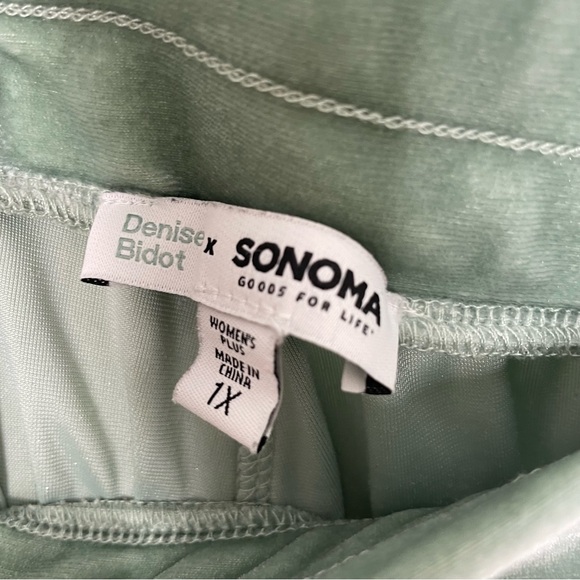 Denise
Bidot
x
SONOMA
GOODS FOR LIFE
WOMEN'S
PLUS
MADE IN
CHINA
1X